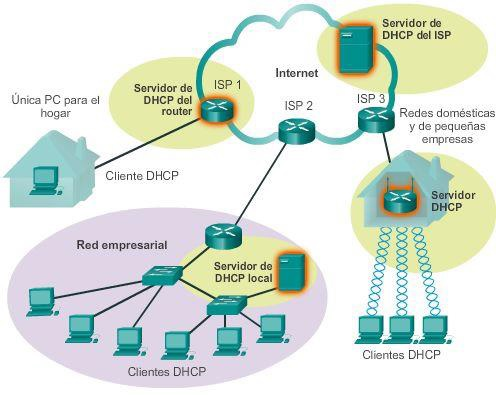 Servidor de
DHCP del ISP
Internet
ISP 1
Servidor de
DHCP del
router
Única PC para el
hogar
ISP 2
ISP 3
Redes domésticas
y de pequeñas
empresas
Cliente DHCP
Servidor
DHCP
Red empresarial
Servidor de
DHCP local
Clientes DHCP
Clientes DHCP